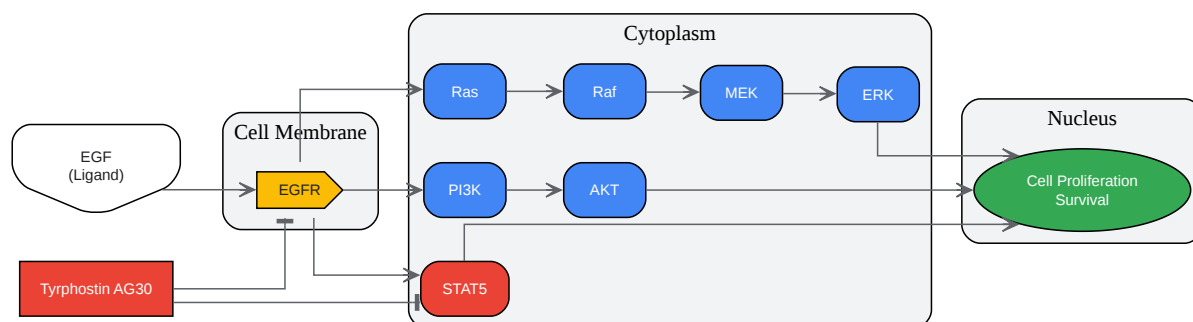 Cytoplasm
Ras
Raf
MEK
ERK
Cell Membrane
Nucleus
EGF
(Ligand)
EGFR
PI3K
AKT
Cell Proliferation
Survival
Tyrphostin AG30
STAT5